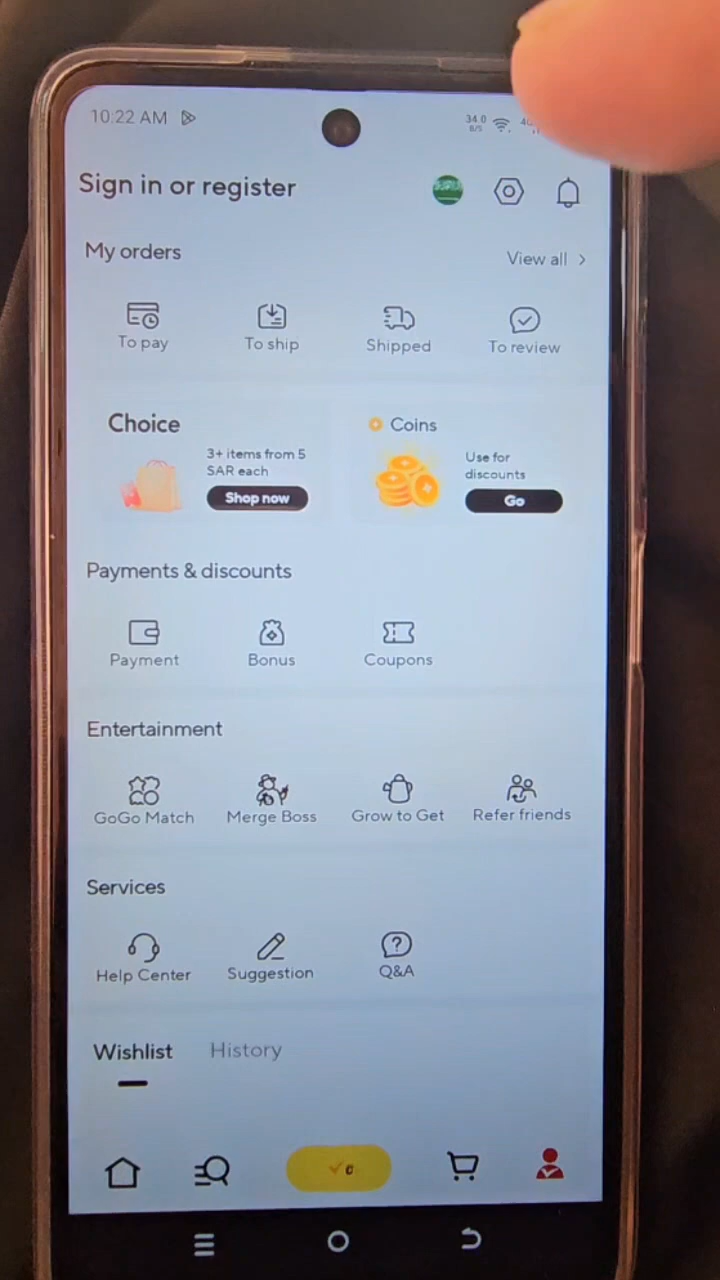 10:22 AM
34.0
B/S
Sign in or register
My orders
View all >
To pay
To ship
Shipped
To review
Choice
3+ items from 5
SAR each
Shop now
Coins
Use for
discounts
Go
Payments & discounts
Payment
Bonus
Coupons
Entertainment
GoGo Match
Merge Boss
Grow to Get
Refer friends
Services
Help Center
Suggestion
Q&A
Wishlist
History